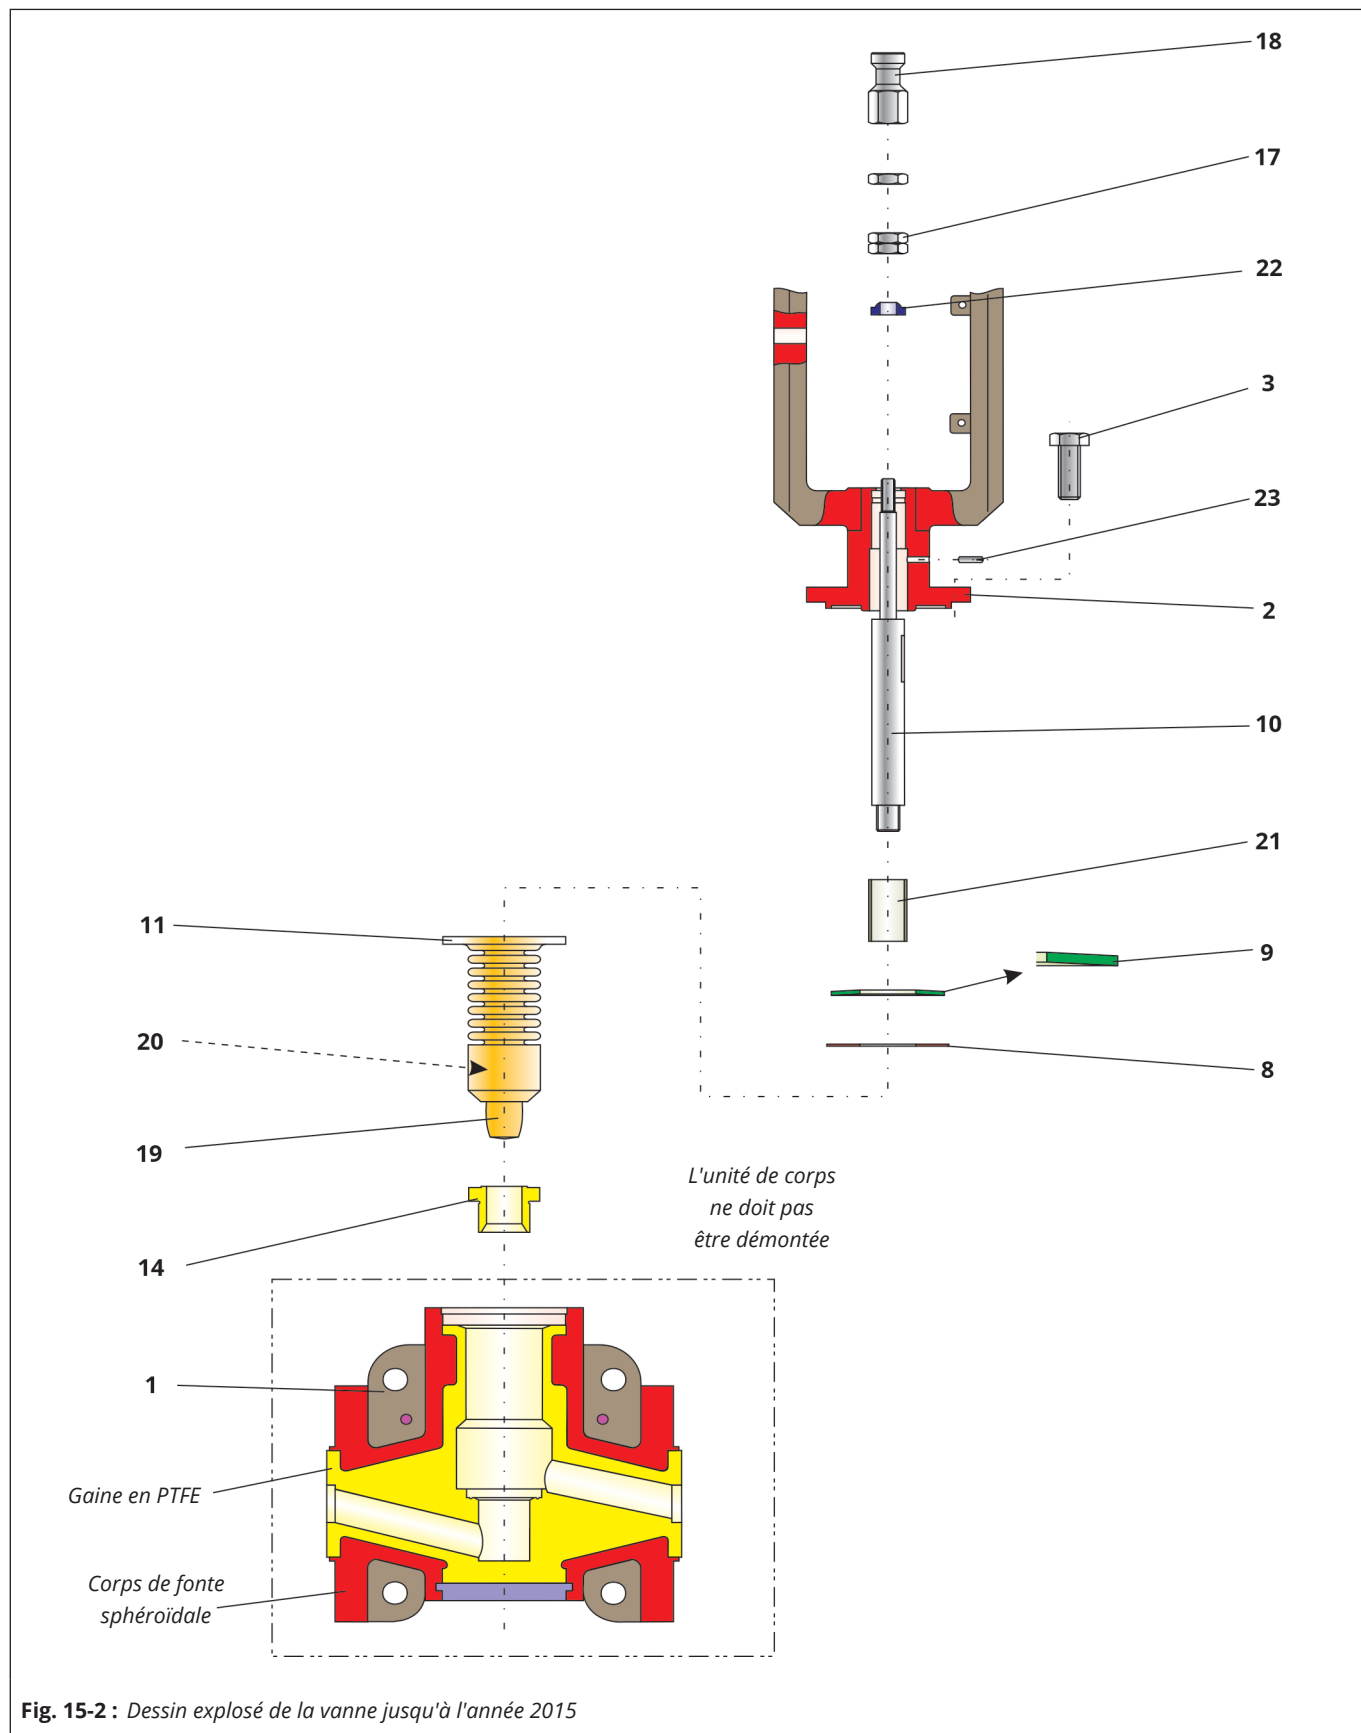 18
17
22
3
23
2
10
21
11
9
20
8
19
L'unité de corps
ne doit pas
être démontée
14
1
Gaine en PTFE
Corps de fonte
sphéroïdale
Fig. 15-2 : Dessin explosé de la vanne jusqu'à l'année 2015